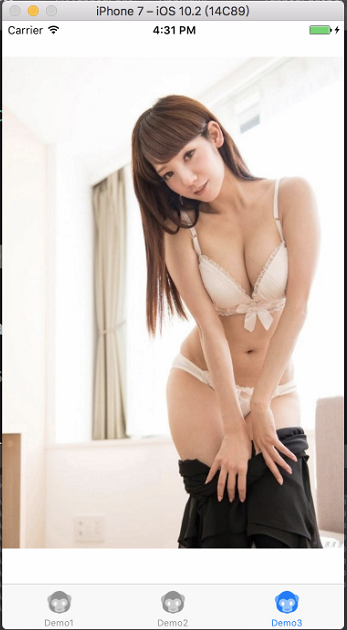 iPhone 7 – iOS 10.2 (14C89)
Carrier 4:31 PM
Demo1 Demo2 Demo3